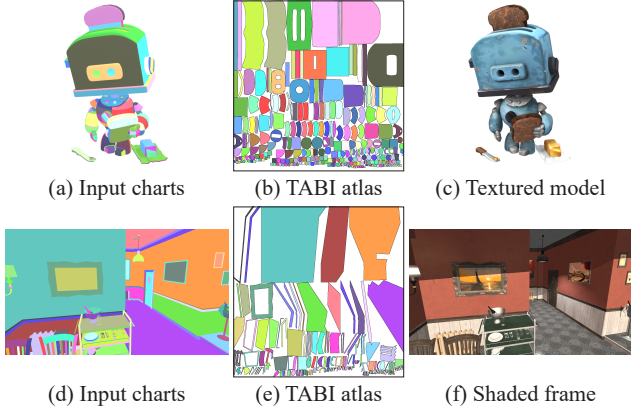 (a) Input charts (b) TABI atlas (c) Textured model
(d) Input charts (e) TABI atlas (f) Shaded frame